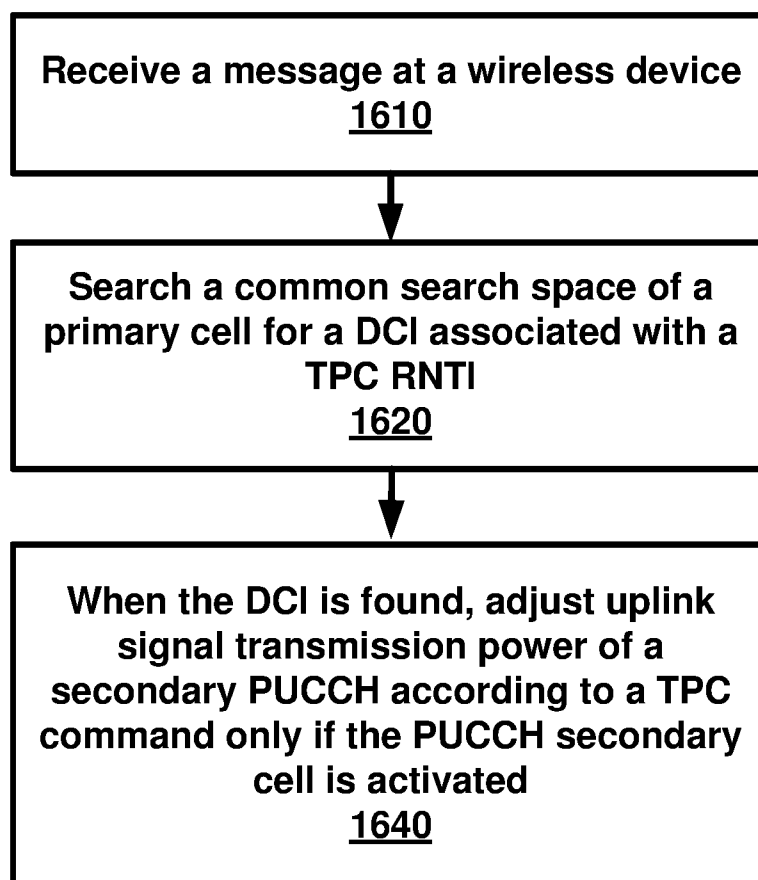 Receive a message at a wireless device
1610
Search a common search space of a
primary cell for a DCI associated with a
TPC RNTI
1620
When the DCI is found, adjust uplink
signal transmission power of a
secondary PUCCH according to a TPC
command only if the PUCCH secondary
cell is activated
1640